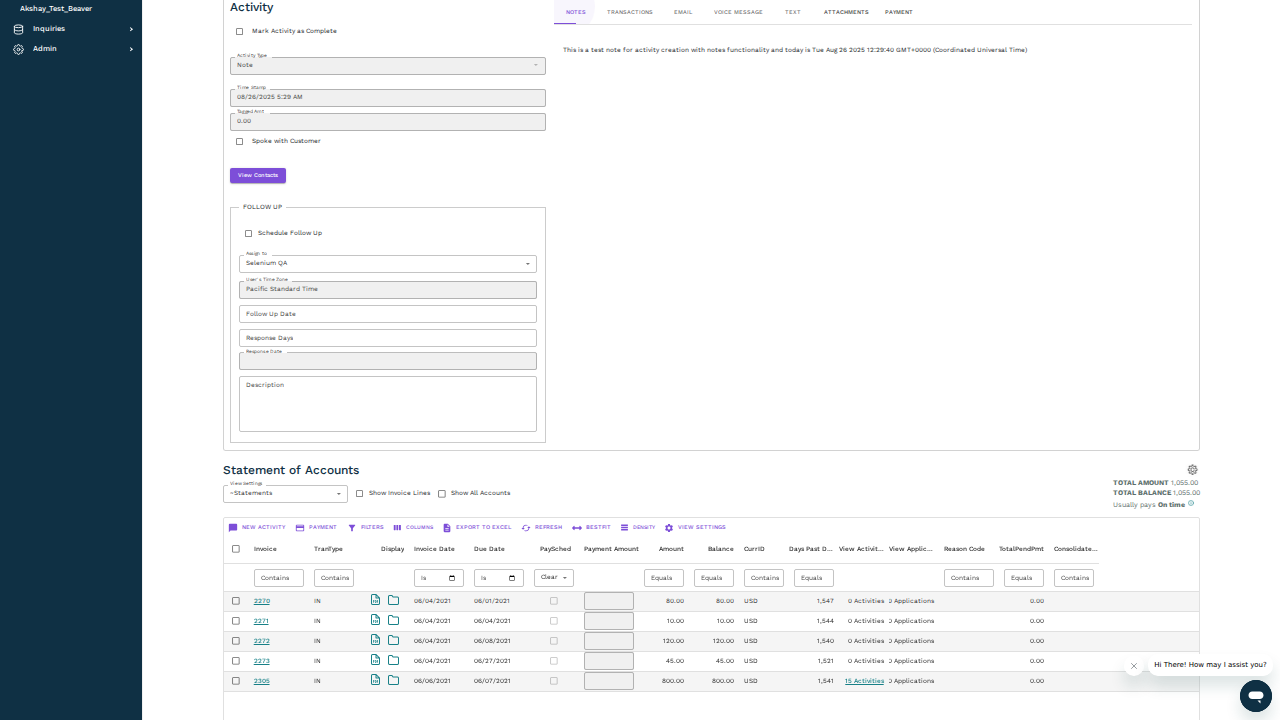 Akshay_Test_Beaver
Inquiries
Admin
Activity
Mark Activity as Complete
Activity Type
Note
Time Stamp
08/26/2025 5:29 AM
Tagged Amt
0.00
Spoke with Customer
View Contacts
FOLLOW UP
Schedule Follow Up
Assign To
Selenium QA
User's Time Zone
Pacific Standard Time
Follow Up Date
Response Days
Response Date
Description
NOTES TRANSACTIONS EMAIL VOICE MESSAGE TEXT ATTACHMENTS PAYMENT
This is a test note for activity creation with notes functionality and today is Tue Aug 26 2025 12:29:40 GMT+0000 (Coordinated Universal Time)
Statement of Accounts
View Settings
~Statements
Show Invoice Lines Show All Accounts
TOTAL AMOUNT 1,055.00
TOTAL BALANCE 1,055.00
Usually pays On time
NEW ACTIVITY PAYMENT FILTERS COLUMNS EXPORT TO EXCEL REFRESH BESTFIT DENSITY VIEW SETTINGS
Invoice TranType Display Invoice Date Due Date PaySched Payment Amount Amount Balance CurrID Days Past D... View Activit... View Applic... Reason Code TotalPendPmt Consolidate...
Contains Contains Is Is Clear Equals Equals Contains Equals Contains Equals Contains
2270 IN 06/04/2021 06/01/2021 80.00 80.00 USD 1,547 0 Activities 0 Applications 0.00
2271 IN 06/04/2021 06/04/2021 10.00 10.00 USD 1,544 0 Activities 0 Applications 0.00
2272 IN 06/04/2021 06/08/2021 120.00 120.00 USD 1,540 0 Activities 0 Applications 0.00
2273 IN 06/04/2021 06/27/2021 45.00 45.00 USD 1,521 0 Activities 0 Applications 0.00
2305 IN 06/06/2021 06/07/2021 800.00 800.00 USD 1,541 15 Activities 0 Applications 0.00
Hi There! How may I assist you?